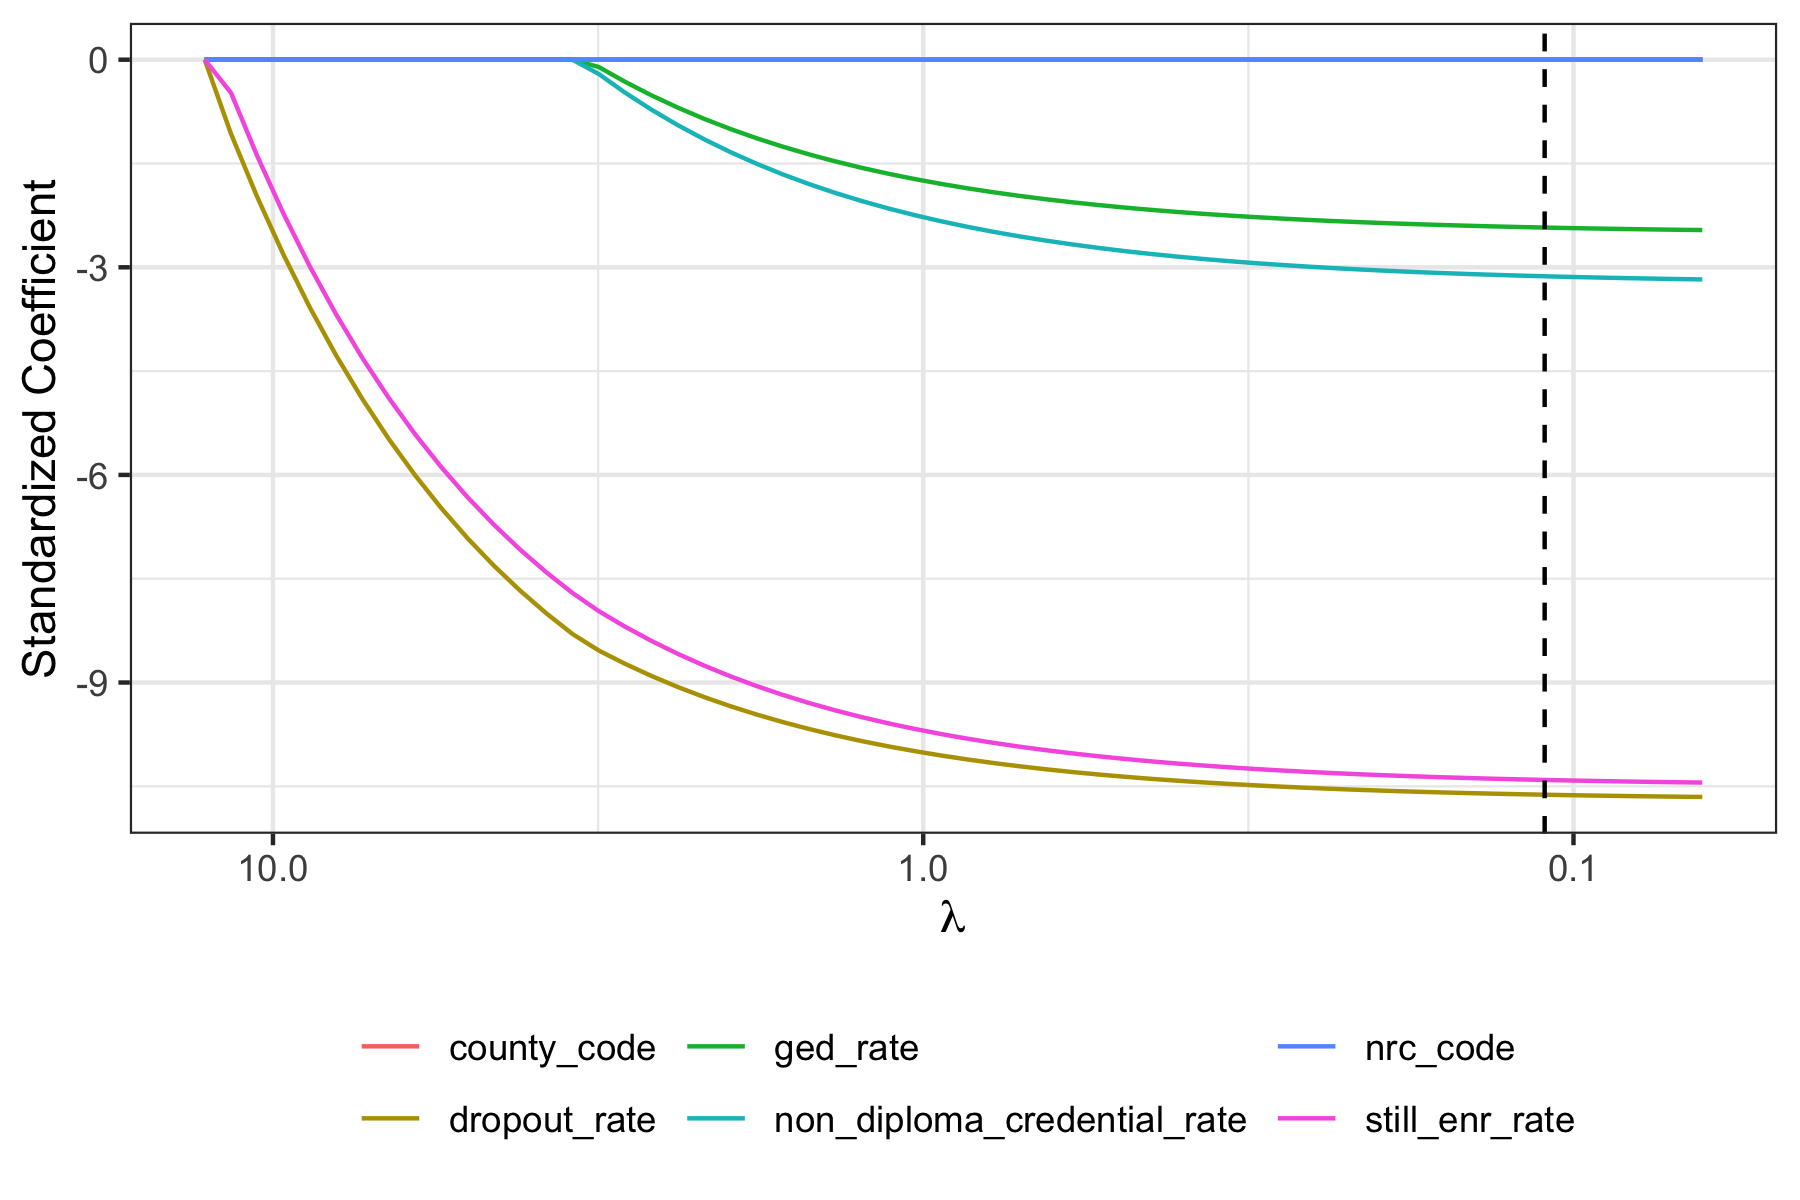 Standardized Coefficient
0
-3
-6
-9
10.0
1.0
0.1
λ
county_code
ged_rate
nrc_code
dropout_rate
non_diploma_credential_rate
still_enr_rate